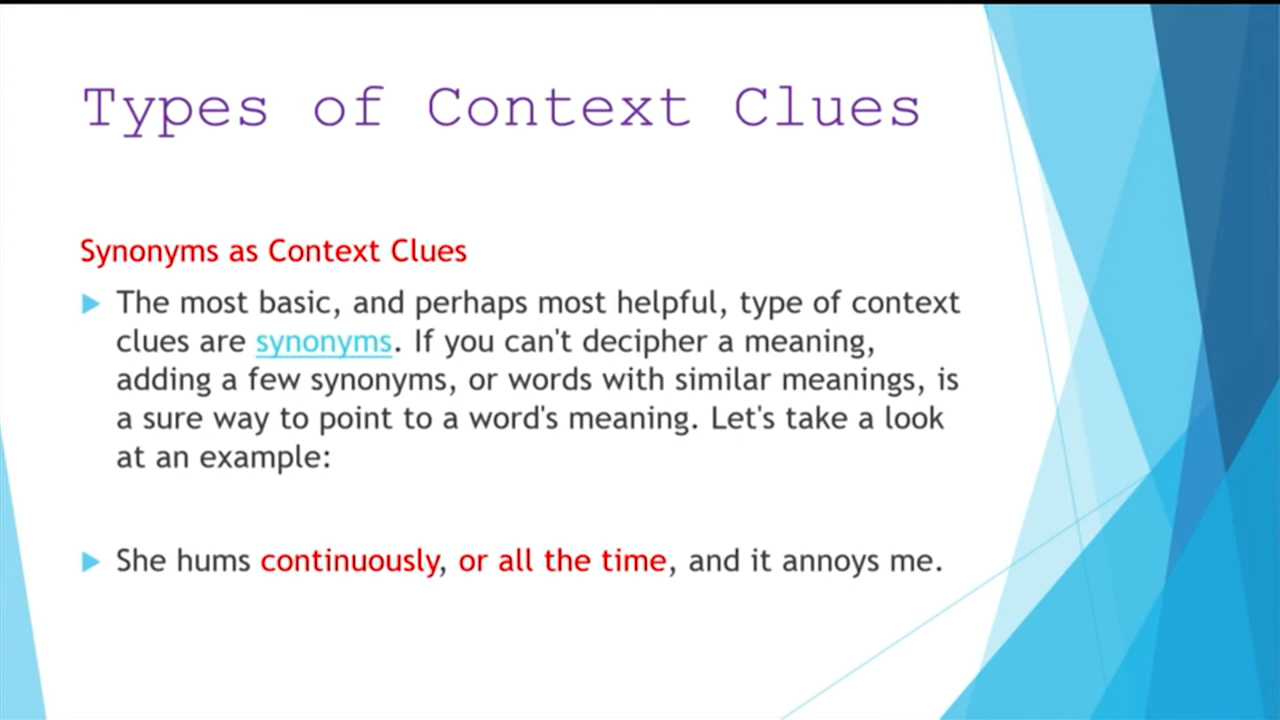 Types of Context Clues
Synonyms as Context Clues
The most basic, and perhaps most helpful, type of context
clues are synonyms. If you can't decipher a meaning,
adding a few synonyms, or words with similar meanings, is
a sure way to point to a word's meaning. Let's take a look
at an example:
She hums continuously, or all the time, and it annoys me.